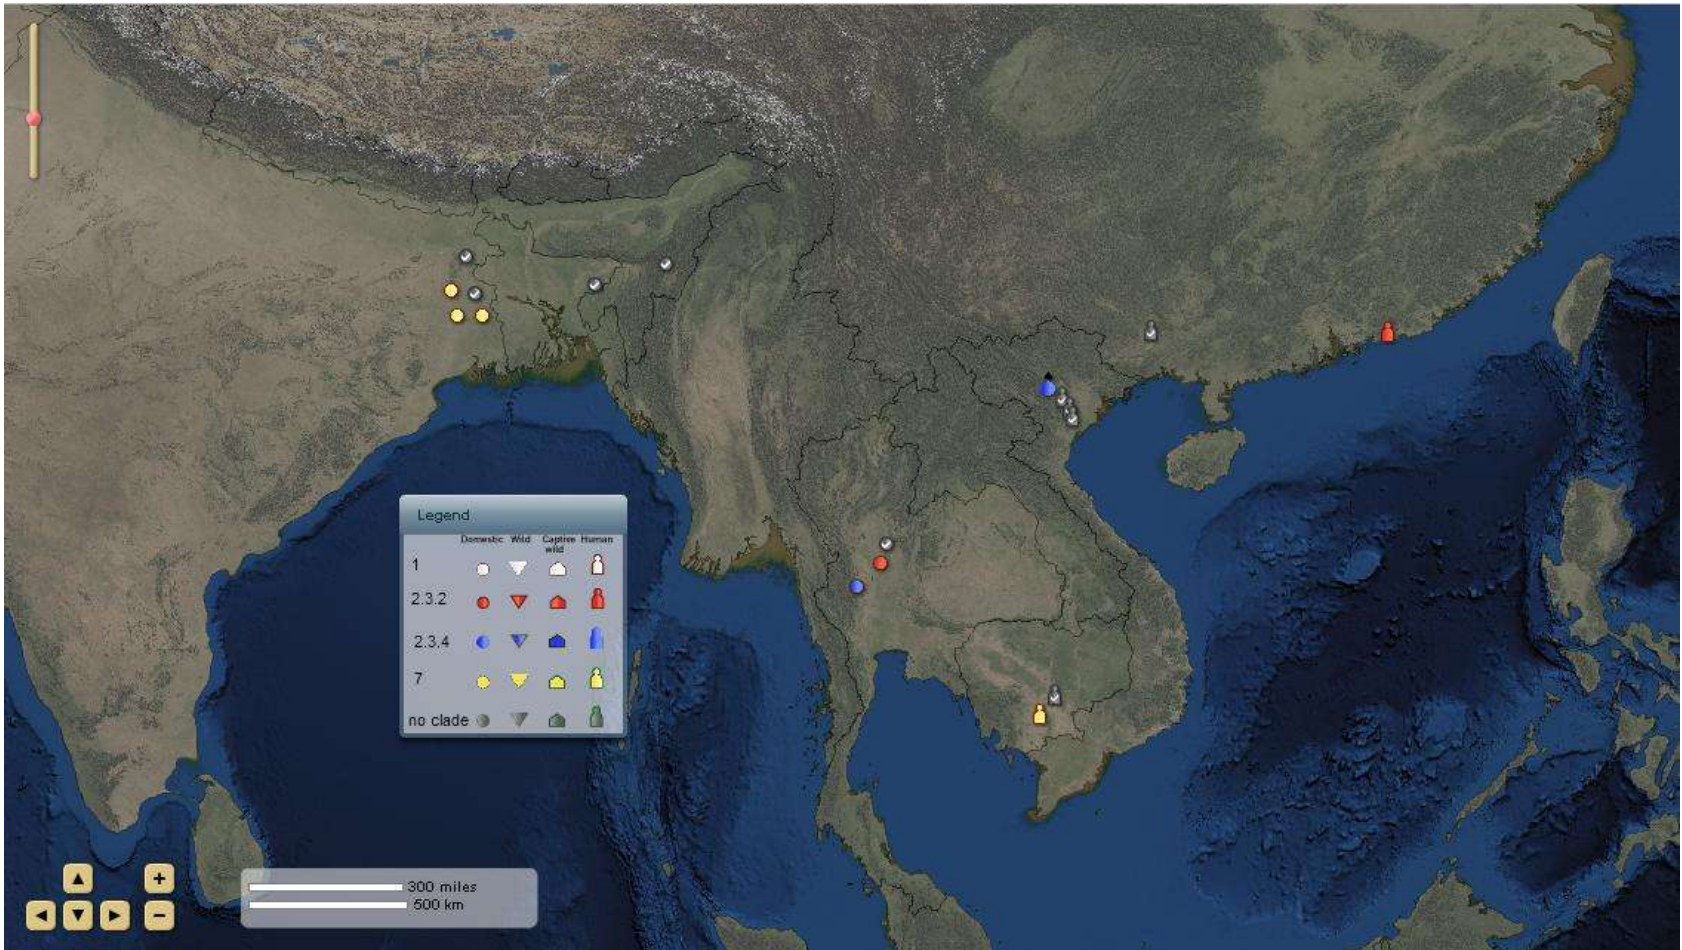 Legend
Domestic Wild Captive wild Human
1
2.3.2
2.3.4
7
no clade
300 miles
500 km